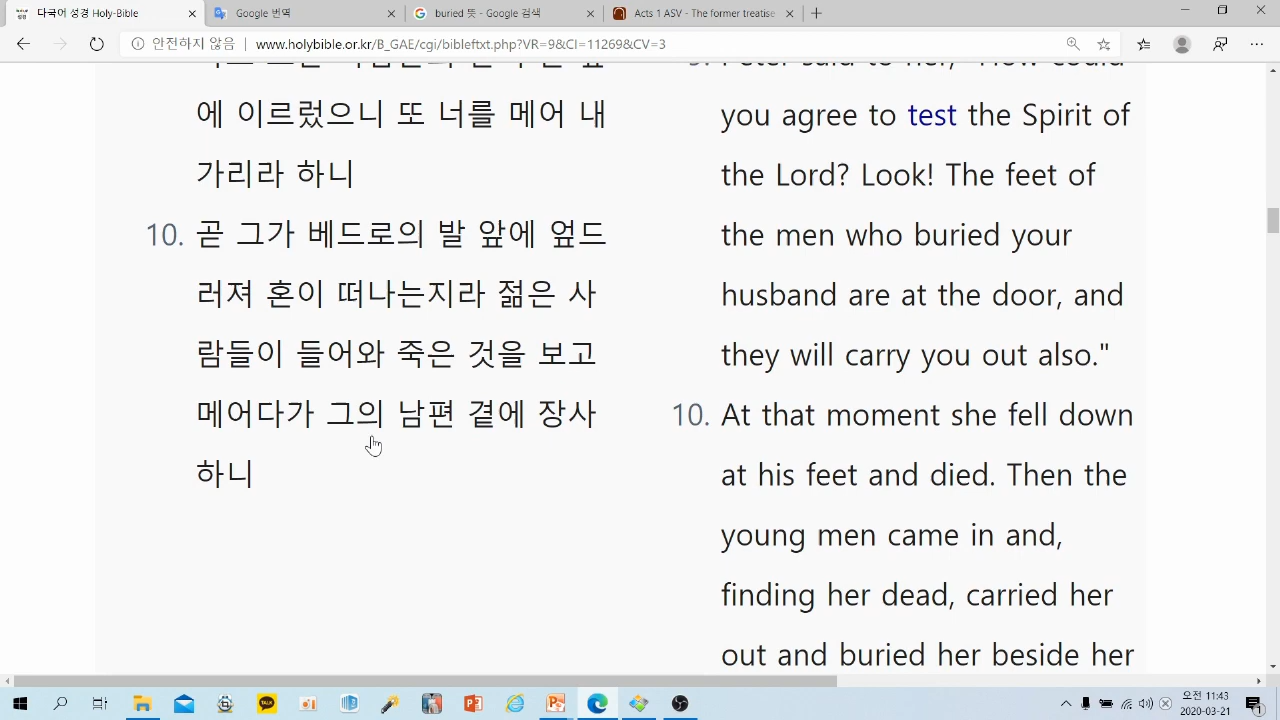 다국어 성경 Holy-Bible
Google 번역
buried 뜻 - Google 검색
Acts 1 ASV - The former treatise
안전하지 않음
www.holybible.or.kr/B_GAE/cgi/bibleftxt.php?VR=9&CI=11269&CV=3
에 이르렀으니 또 너를 메어 내
가리라 하니
10. 곧 그가 베드로의 발 앞에 엎드
러져 혼이 떠나는지라 젊은 사
람들이 들어와 죽은 것을 보고
메어다가 그의 남편 곁에 장사
하니
9. Peter said to her, "How could
you agree to test the Spirit of
the Lord? Look! The feet of
the men who buried your
husband are at the door, and
they will carry you out also."
10. At that moment she fell down
at his feet and died. Then the
young men came in and,
finding her dead, carried her
out and buried her beside her
TALK
오전 11:43
2020-03-21
1